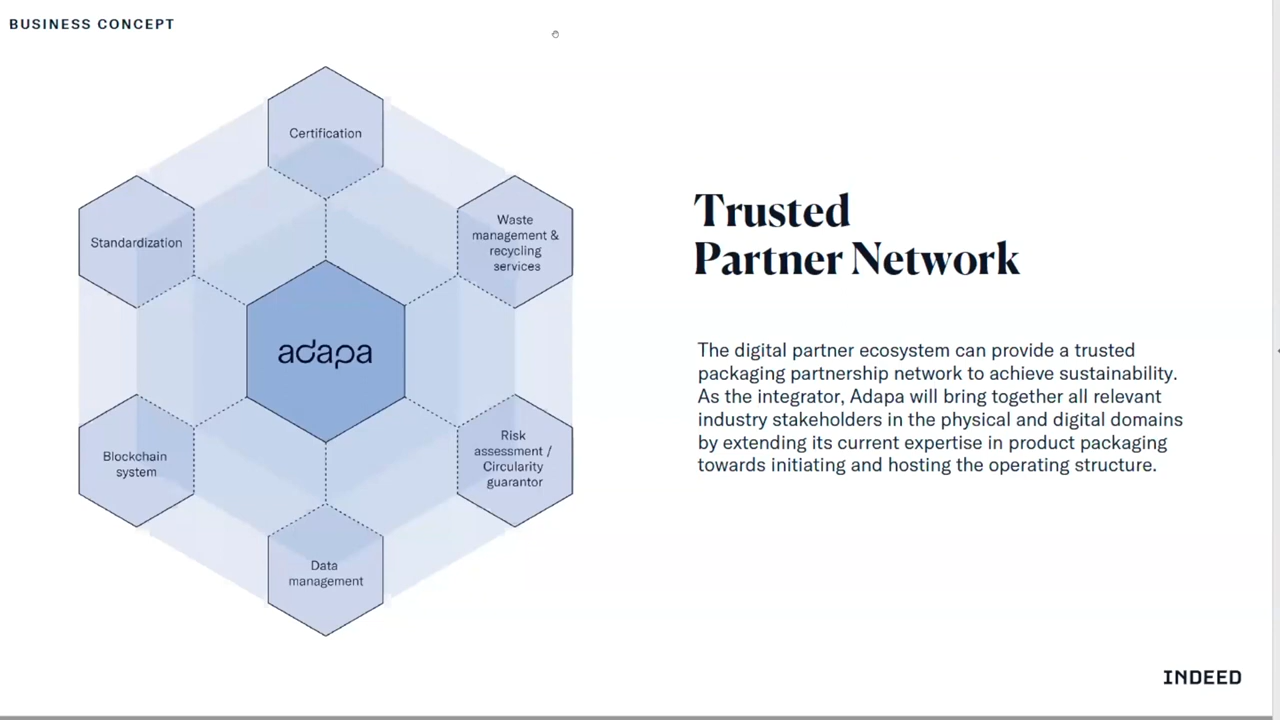 BUSINESS CONCEPT
Certification
Standardization
Waste
management &
recycling
services
adapa
Blockchain
system
Risk
assessment /
Circularity
guarantor
Data
management
Trusted
Partner Network
The digital partner ecosystem can provide a trusted
packaging partnership network to achieve sustainability.
As the integrator, Adapa will bring together all relevant
industry stakeholders in the physical and digital domains
by extending its current expertise in product packaging
towards initiating and hosting the operating structure.
INDEED